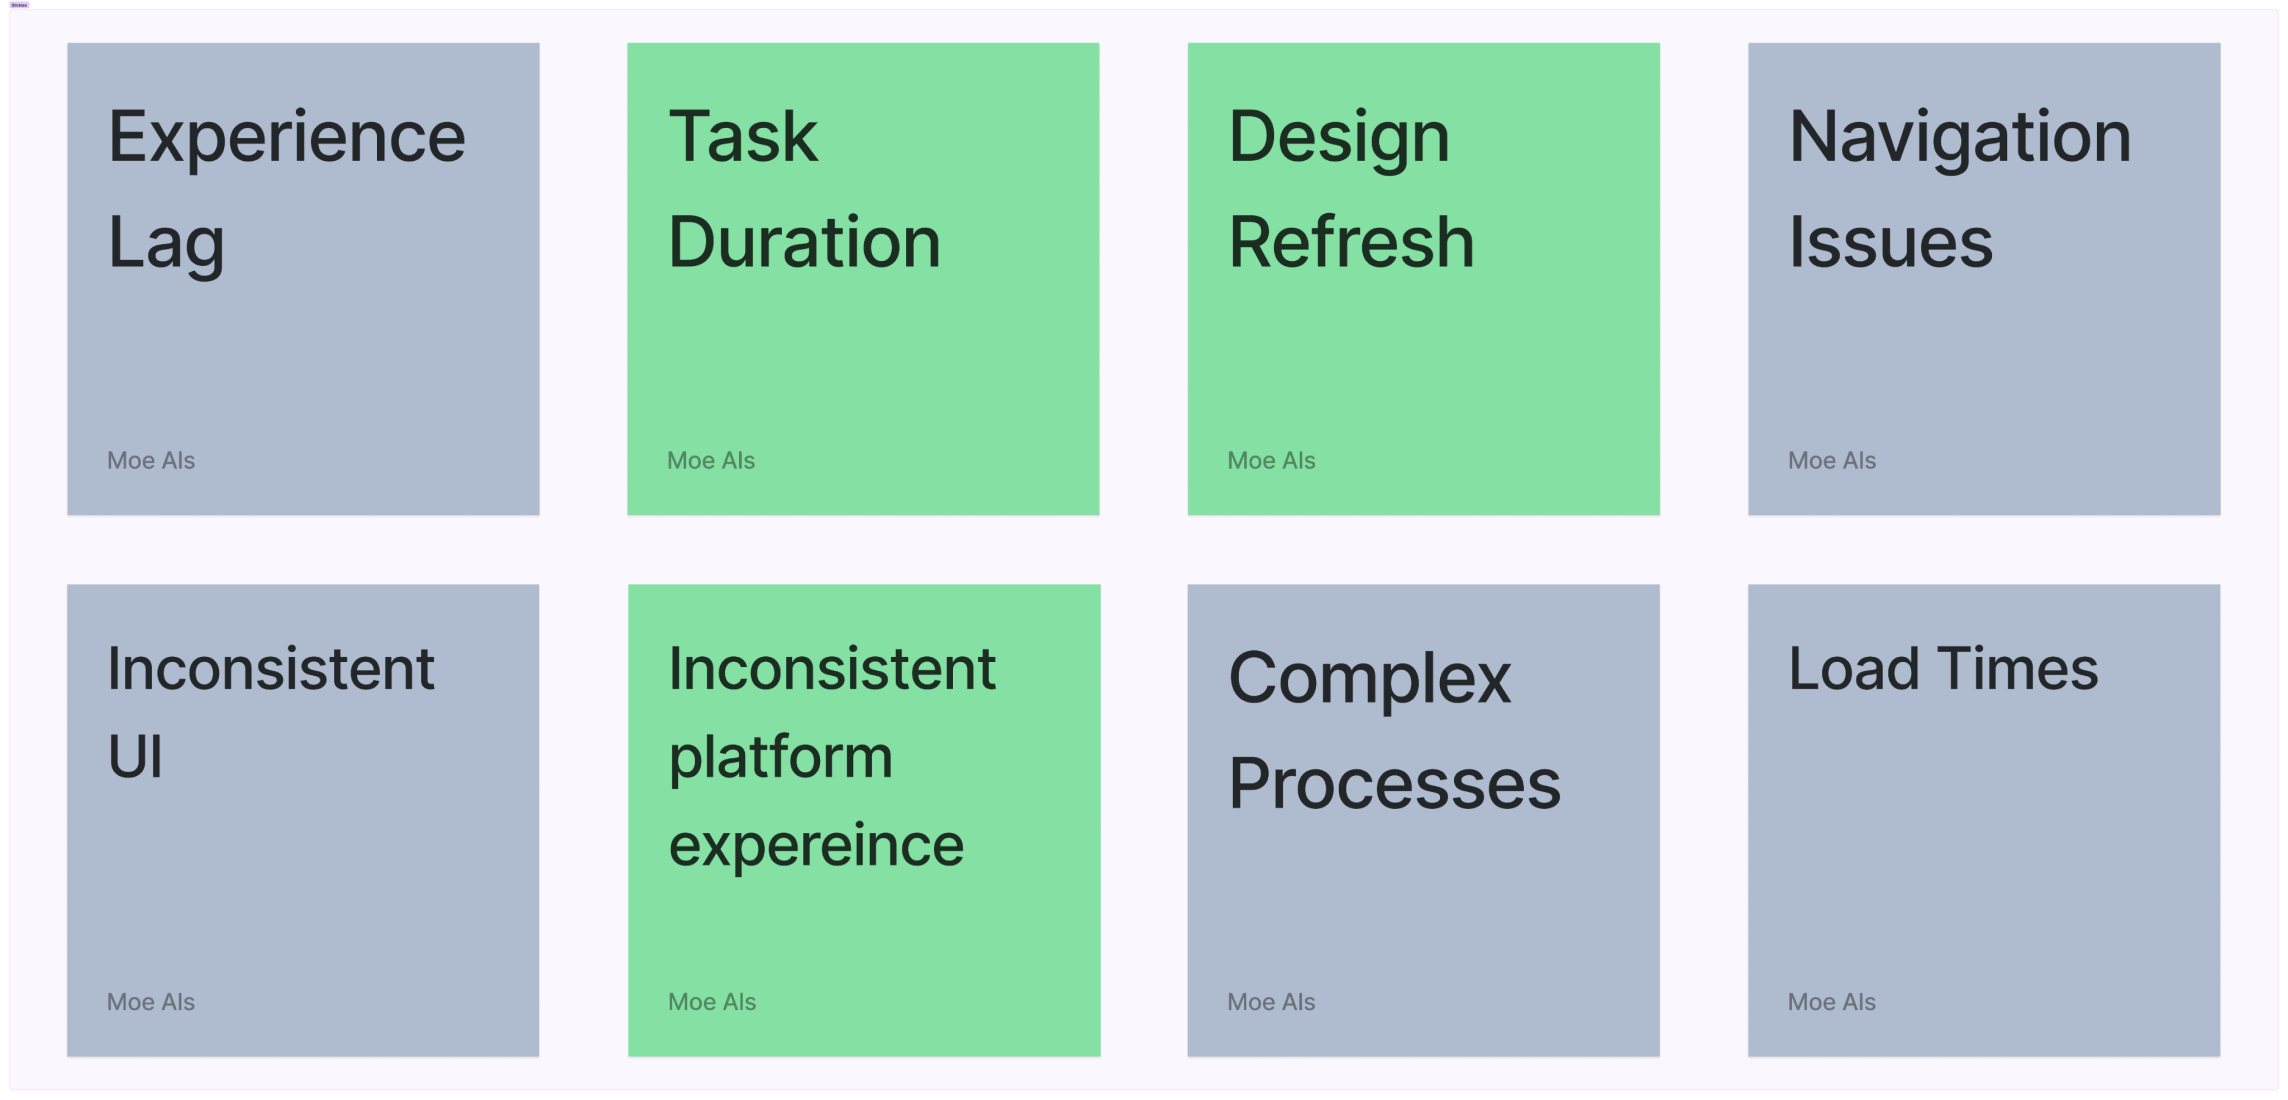 Stickies
Experience
Lag
Moe Als
Task
Duration
Moe Als
Design
Refresh
Moe Als
Navigation
Issues
Moe Als
Inconsistent
UI
Moe Als
Inconsistent
platform
expereince
Moe Als
Complex
Processes
Moe Als
Load Times
Moe Als